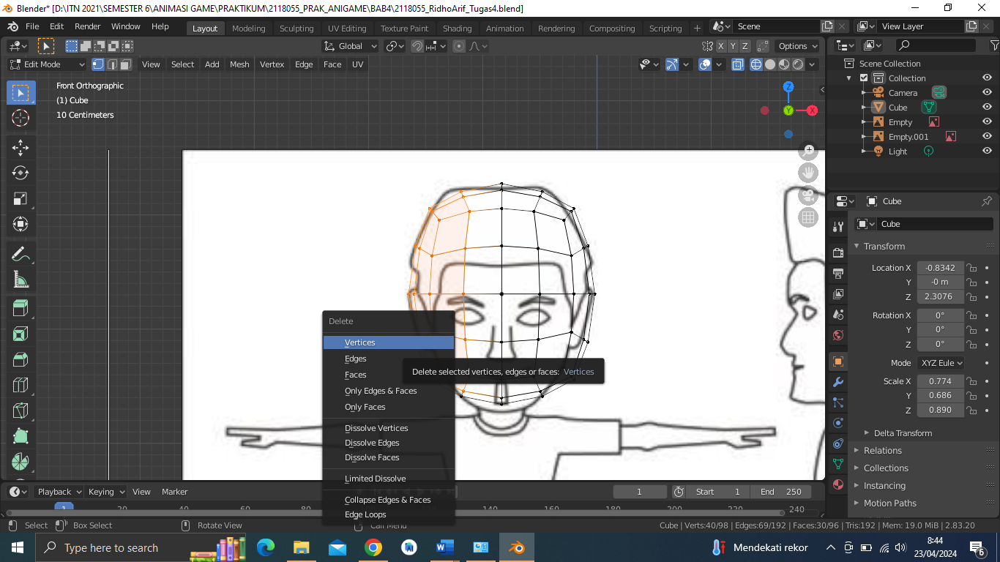 Blender* [D:\ITN 2021\SEMESTER 6\ANIMASI GAME\PRAKTIKUM\2118055_PRAK_ANIGAME\BAB4\2118055_RidhoArif_Tugas4.blend]
File Edit Render Window Help Layout Modeling Sculpting UV Editing Texture Paint Shading Animation Rendering Compositing Scripting + Scene View Layer
Global X Y Z Options
Edit Mode View Select Add Mesh Vertex Edge Face UV
Front Orthographic
(1) Cube
10 Centimeters
Z
Y
X
Scene Collection
Collection
Camera
Cube
Empty
Empty.001
Light
Cube
Cube
Transform
Location X -0.8342
Y -0 m
Z 2.3076
Rotation X 0°
Y 0°
Z 0°
Mode XYZ Eule
Scale X 0.774
Y 0.686
Z 0.890
Delta Transform
Relations
Collections
Instancing
Motion Paths
Delete
Vertices
Edges
Faces
Only Edges & Faces
Only Faces
Dissolve Vertices
Dissolve Edges
Dissolve Faces
Limited Dissolve
Collapse Edges & Faces
Edge Loops
Delete selected vertices, edges or faces: Vertices
Playback Keying View Marker 1 Start 1 End 250
1 20 40 60 80 140 160 180 200 220 240
Select Box Select Rotate View Call Menu Cube | Verts:40/98 | Edges:69/192 | Faces:30/96 | Tris:192 | Mem: 19.0 MiB | 2.83.20
Type here to search Mendekati rekor 8:44
23/04/2024 6